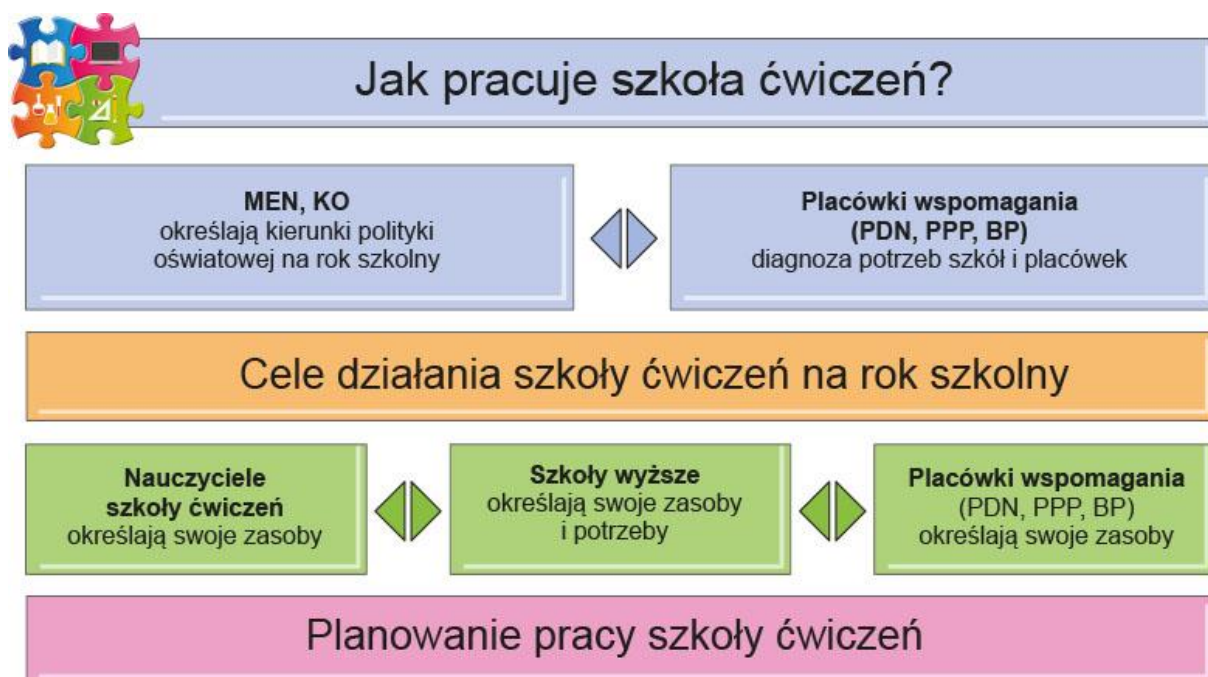 Jak pracuje szkoła ćwiczeń?
MEN, KO
określają kierunki polityki
oświatowej na rok szkolny
Placówki wspomagania
(PDN, PPP, BP)
diagnoza potrzeb szkół i placówek
Cele działania szkoły ćwiczeń na rok szkolny
Nauczyciele
szkoły ćwiczeń
określają swoje zasoby
Szkoły wyższe
określają swoje zasoby
i potrzeby
Placówki wspomagania
(PDN, PPP, BP)
określają swoje zasoby
Planowanie pracy szkoły ćwiczeń